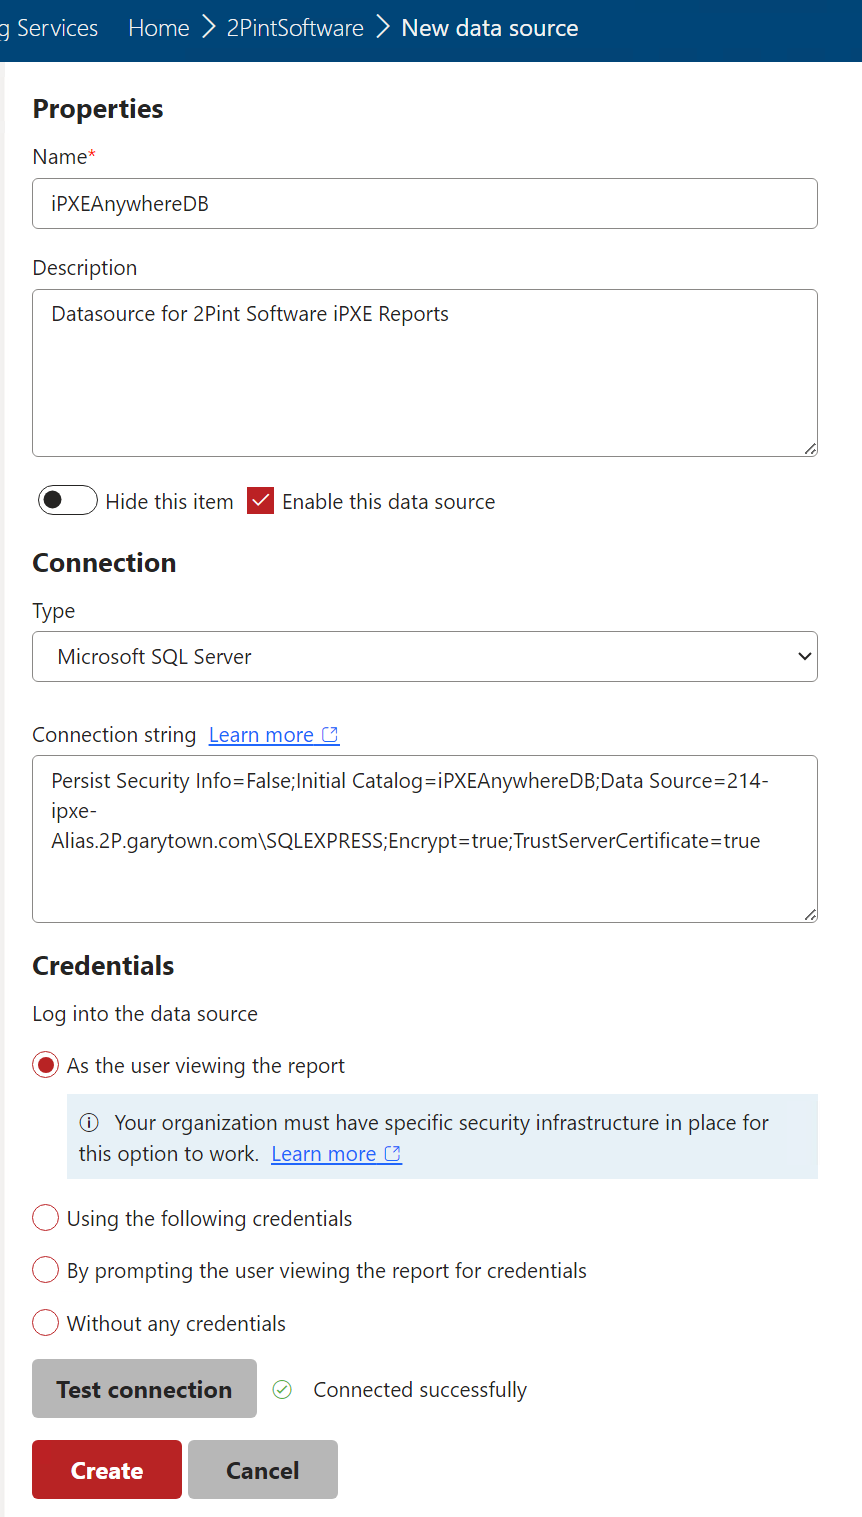 g Services Home > 2PintSoftware > New data source
Properties
Name*
iPXEAnywhereDB
Description
Datasource for 2Pint Software iPXE Reports
Hide this item Enable this data source
Connection
Type
Microsoft SQL Server
Connection string Learn more
Persist Security Info=False;Initial Catalog=iPXEAnywhereDB;Data Source=214-
ipxe-
Alias.2P.garytown.com\SQLEXPRESS;Encrypt=true;TrustServerCertificate=true
Credentials
Log into the data source
As the user viewing the report
Your organization must have specific security infrastructure in place for
this option to work. Learn more
Using the following credentials
By prompting the user viewing the report for credentials
Without any credentials
Test connection Connected successfully
Create Cancel